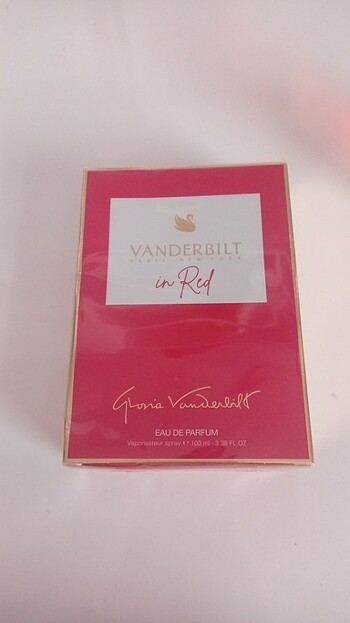 VANDERBILT
PARIS NEW YORK
in Red
Gloria Vanderbilt
EAU DE PARFUM
Vaporisateur spray 100 ml - 3.38 FL OZ